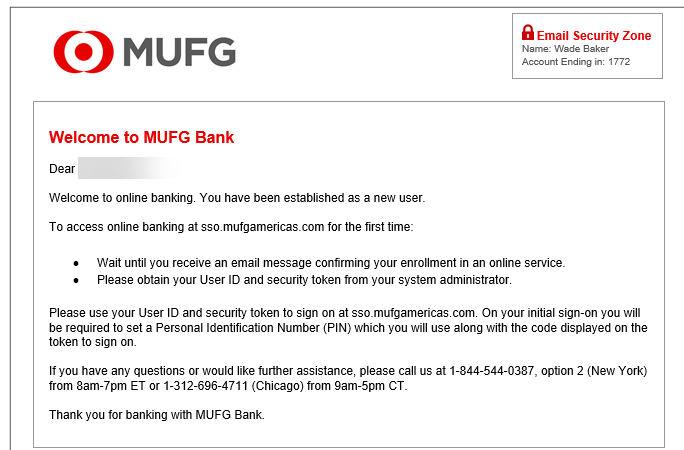 MUFG
Email Security Zone
Name: Wade Baker
Account Ending in: 1772
Welcome to MUFG Bank
Dear
Welcome to online banking. You have been established as a new user.
To access online banking at sso.mufgamericas.com for the first time:
• Wait until you receive an email message confirming your enrollment in an online service.
• Please obtain your User ID and security token from your system administrator.
Please use your User ID and security token to sign on at sso.mufgamericas.com. On your initial sign-on you will
be required to set a Personal Identification Number (PIN) which you will use along with the code displayed on the
token to sign on.
If you have any questions or would like further assistance, please call us at 1-844-544-0387, option 2 (New York)
from 8am-7pm ET or 1-312-696-4711 (Chicago) from 9am-5pm CT.
Thank you for banking with MUFG Bank.